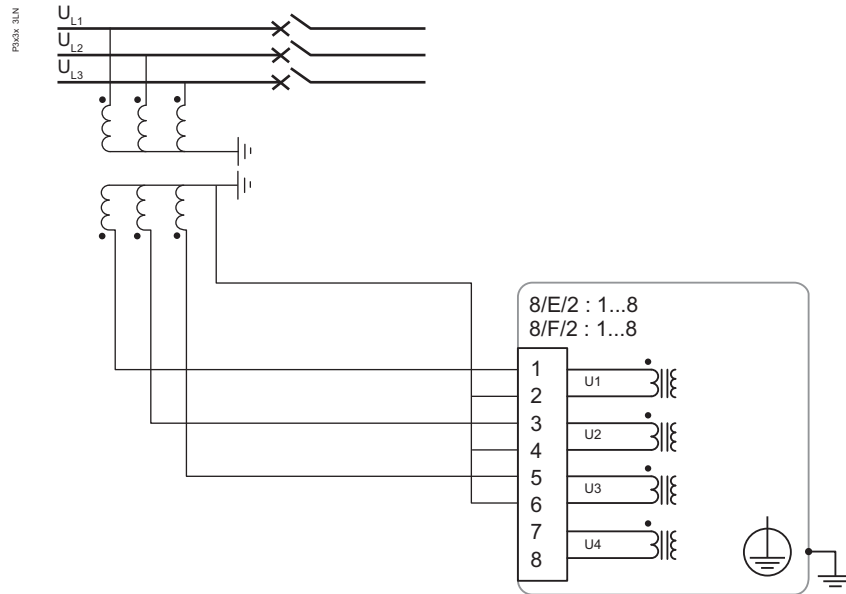 P3x3x 3LN
UL1
UL2
UL3
8/E/2 : 1...8
8/F/2 : 1...8
1
U1
2
3
U2
4
5
U3
6
7
U4
8